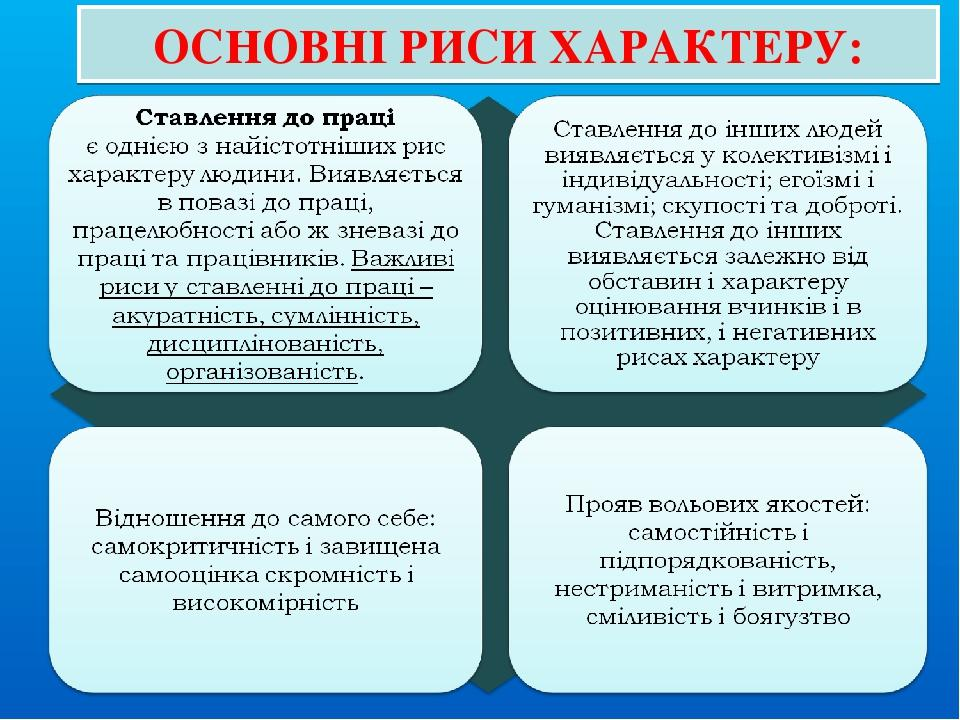 ОСНОВНІ РИСИ ХАРАКТЕРУ:
Ставлення до праці
є однією з найістотніших рис
характеру людини. Виявляється
в повазі до праці,
працелюбності або ж зневазі до
праці та працівників. Важливі
риси у ставленні до праці –
акуратність, сумлінність,
дисциплінованість,
організованість.
Ставлення до інших людей
виявляється у колективізмі і
індивідуальності; егоїзмі і
гуманізмі; скупості та доброті.
Ставлення до інших
виявляється залежно від
обставин і характеру
оцінювання вчинків і в
позитивних, і негативних
рисах характеру
Відношення до самого себе:
самокритичність і завищена
самооцінка скромність і
високомірність
Прояв вольових якостей:
самостійність і
підпорядкованість,
нестриманість і витримка,
сміливість і боягузтво